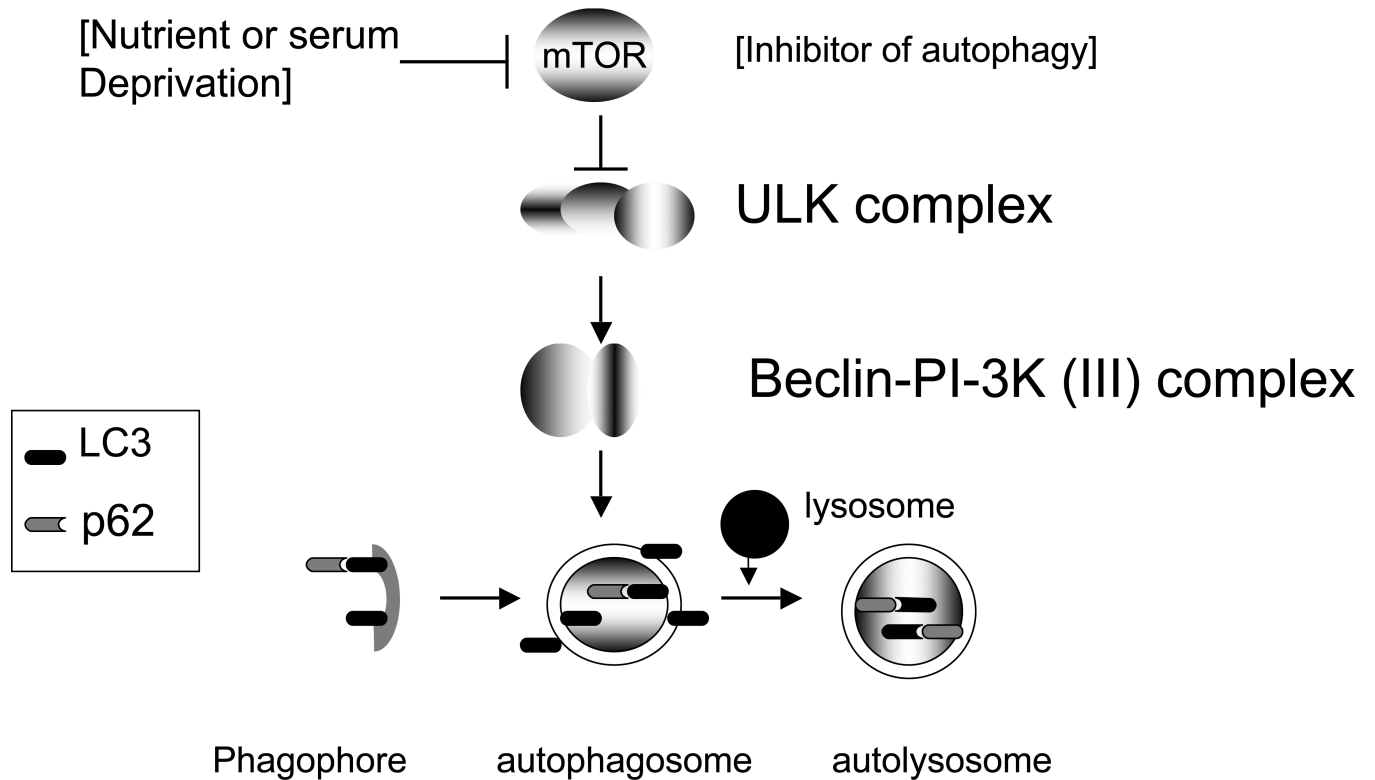 [Nutrient or serum
Deprivation]
mTOR
[Inhibitor of autophagy]
ULK complex
Beclin-PI-3K (III) complex
LC3
p62
lysosome
Phagophore
autophagosome
autolysosome